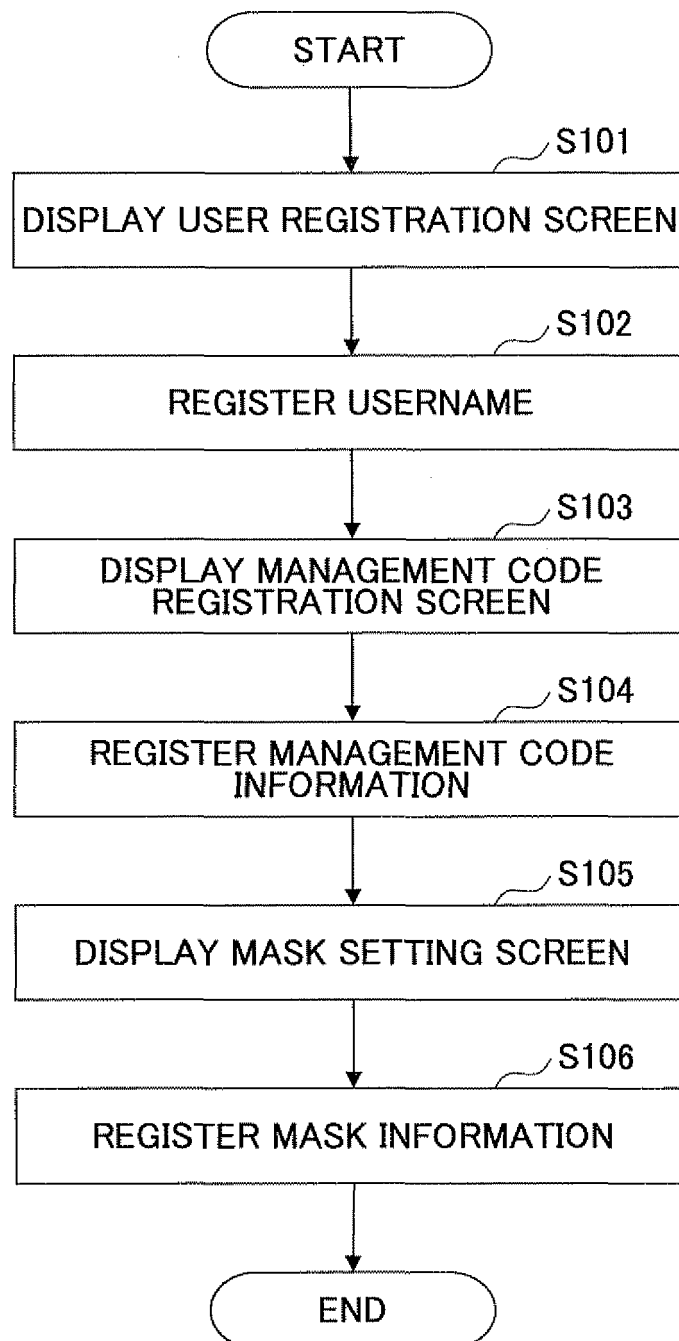 START
S101
DISPLAY USER REGISTRATION SCREEN
S102
REGISTER USERNAME
S103
DISPLAY MANAGEMENT CODE
REGISTRATION SCREEN
S104
REGISTER MANAGEMENT CODE
INFORMATION
S105
DISPLAY MASK SETTING SCREEN
S106
REGISTER MASK INFORMATION
END